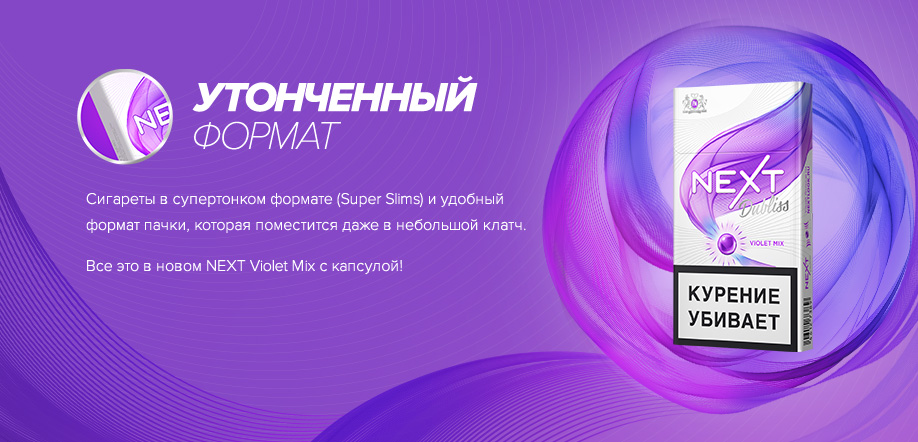 УТОНЧЕННЫЙ
ФОРМАТ
Сигареты в супертонком формате (Super Slims) и удобный
формат пачки, которая поместится даже в небольшой клатч.
Все это в новом NEXT Violet Mix с капсулой!
NE
NEXT
Dubliss
VIOLET MIX
КУРЕНИЕ
УБИВАЕТ
NEXT